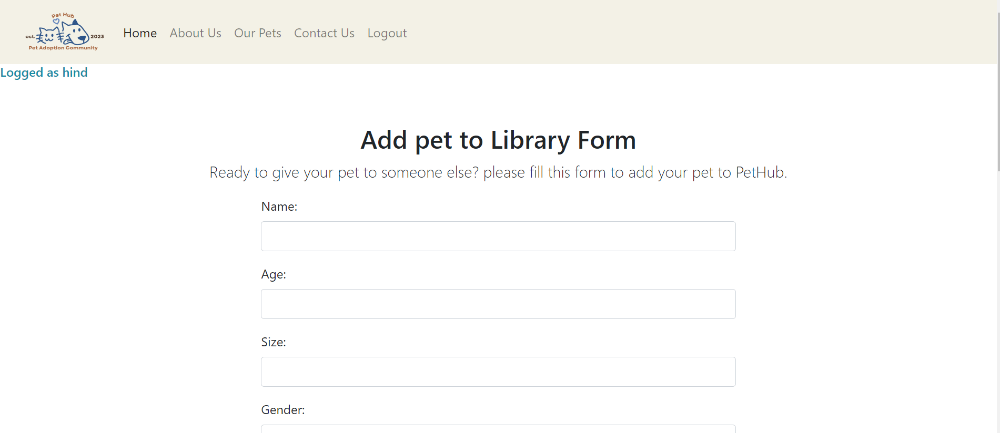 Pet Hub
est. 2023
Pet Adoption Community
Home About Us Our Pets Contact Us Logout
Logged as hind
Add pet to Library Form
Ready to give your pet to someone else? please fill this form to add your pet to PetHub.
Name:
Age:
Size:
Gender: